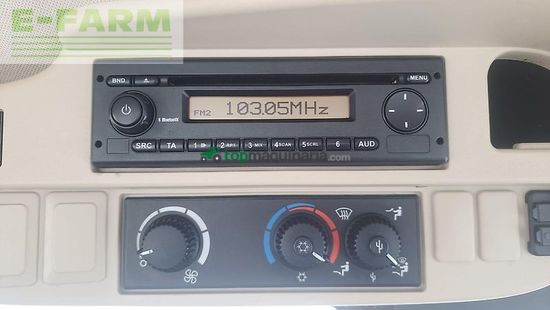 E-FARM
BND
MENU
FM2 103.05MHz
Bluetooth
topmaquinaria.com
SRC TA 1 2 RPT 3 MIX 4 SCAN 5 SCRL 6 AUD